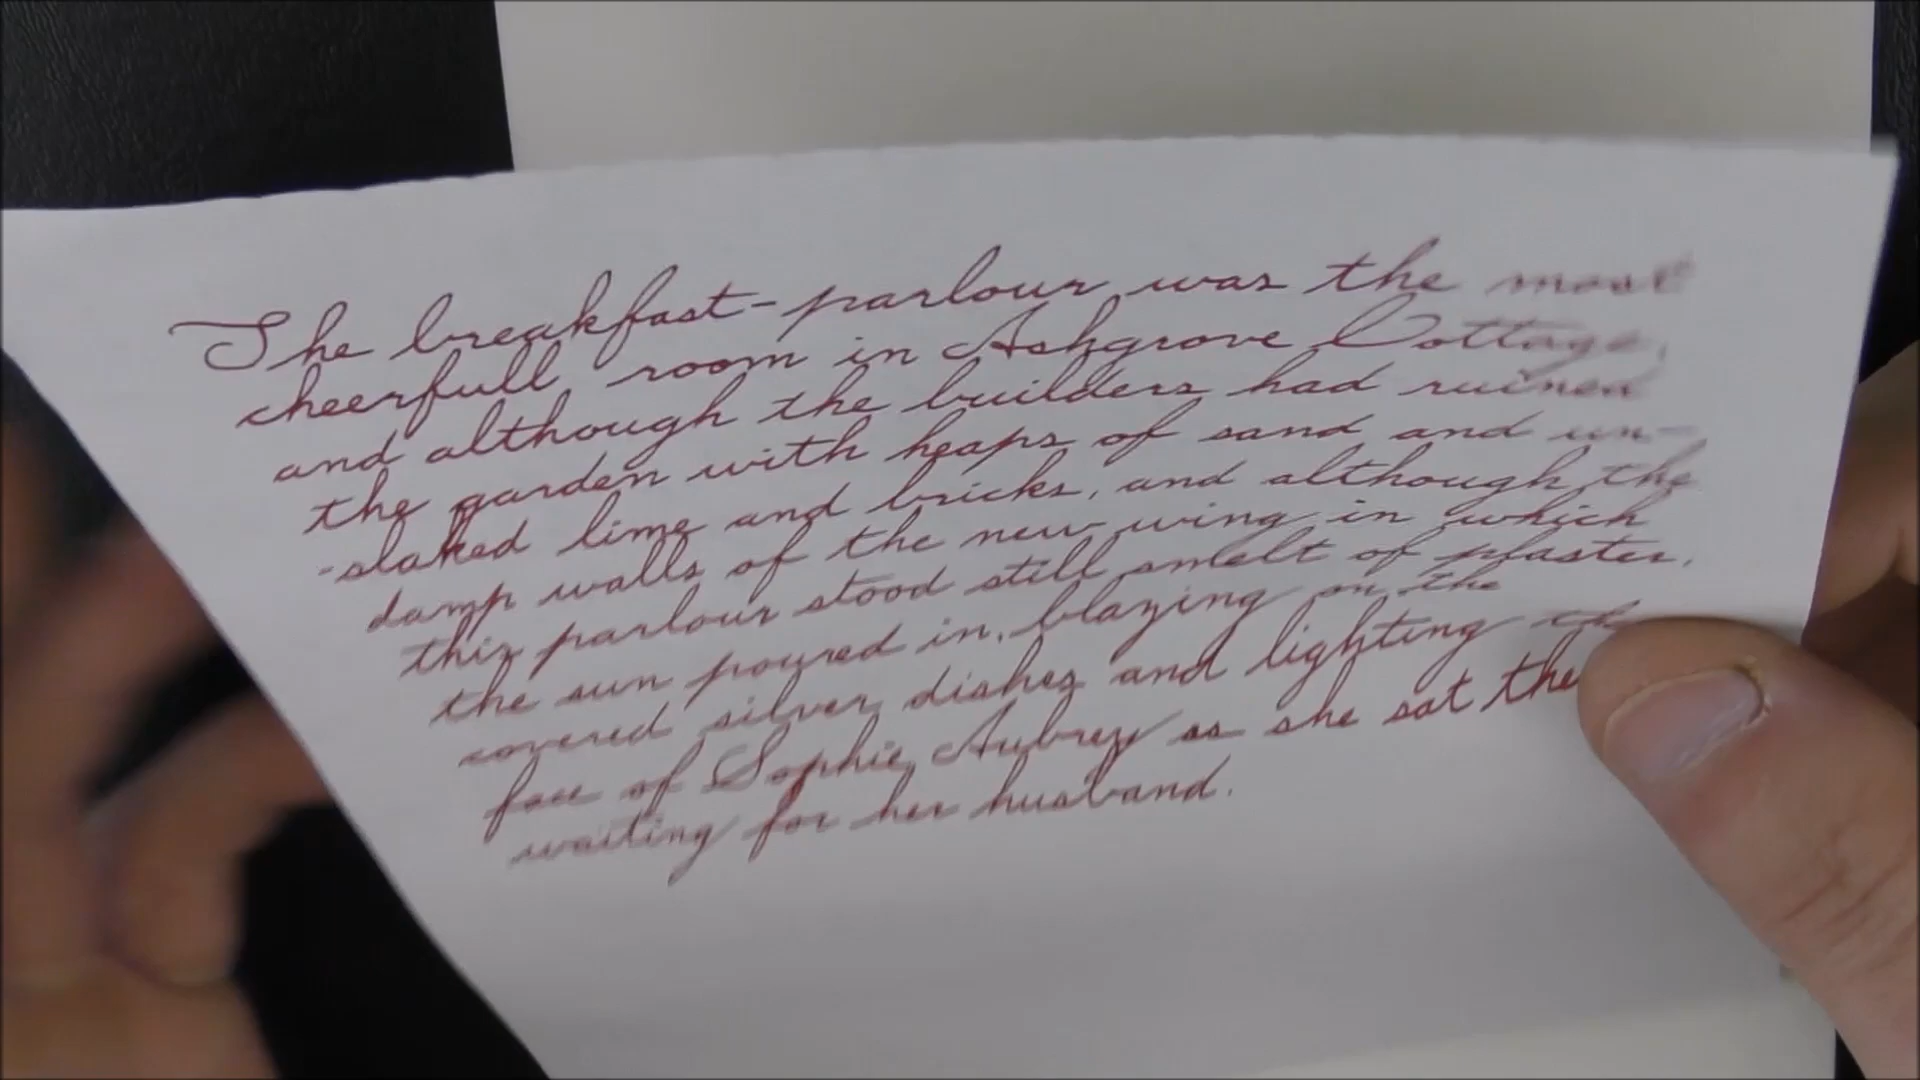 The breakfast-parlour was the most
cheerfull room in Ashgrove Cottage,
and although the builders had ruined
the garden with heaps of sand and un-
-slaked lime and bricks, and although the
damp walls of the new wing in which
this parlour stood still smelt of plaster,
the sun poured in, blazing on the
covered silver dishes and lighting the
face of Sophie Aubrey as she sat the
waiting for her husband.